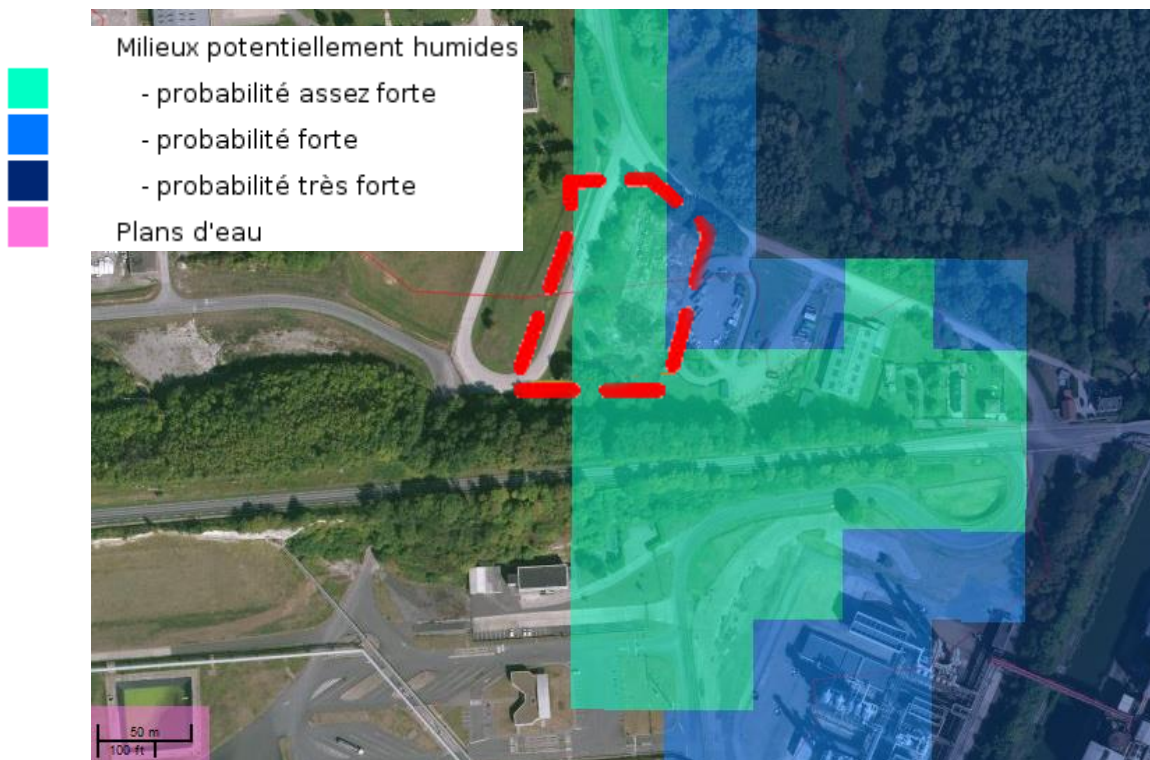 Milieux potentiellement humides
- probabilité assez forte
- probabilité forte
- probabilité très forte
Plans d'eau
50 m
100 ft